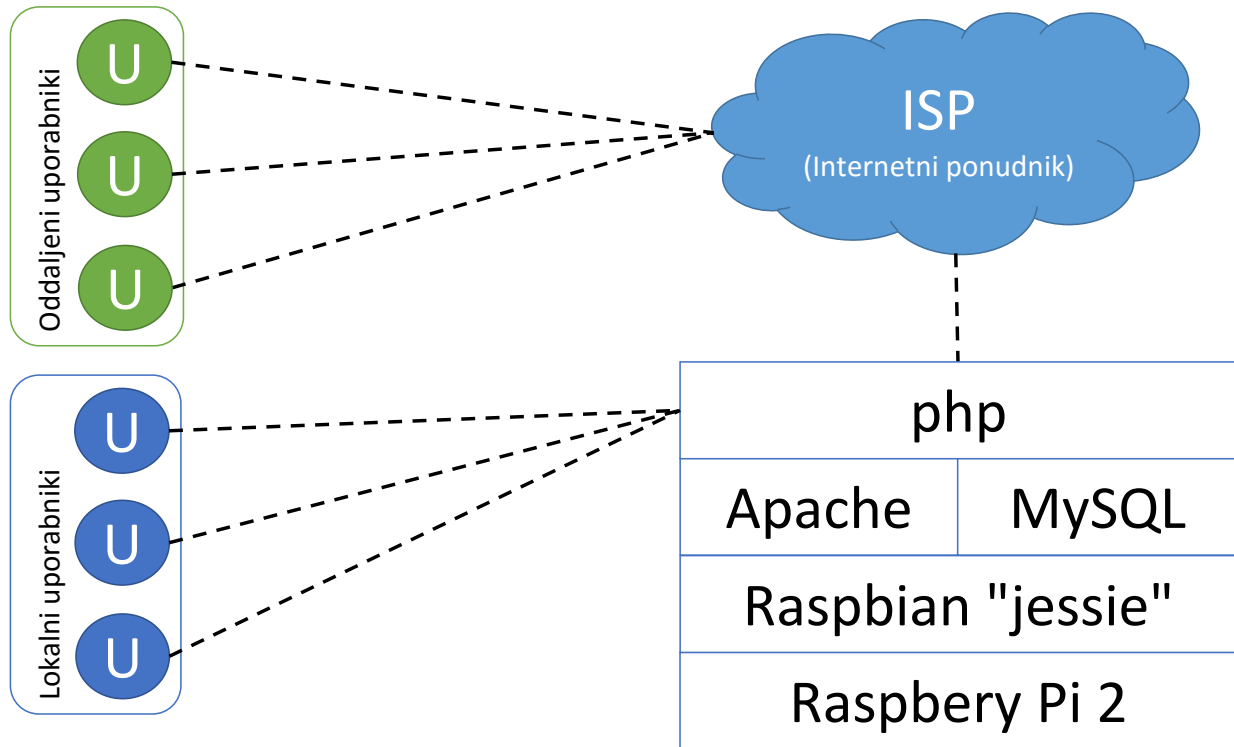 Oddaljeni uporabniki
U
U
U
ISP
(Internetni ponudnik)
Lokalni uporabniki
U
U
U
php
Apache
MySQL
Raspbian "jessie"
Raspbery Pi 2